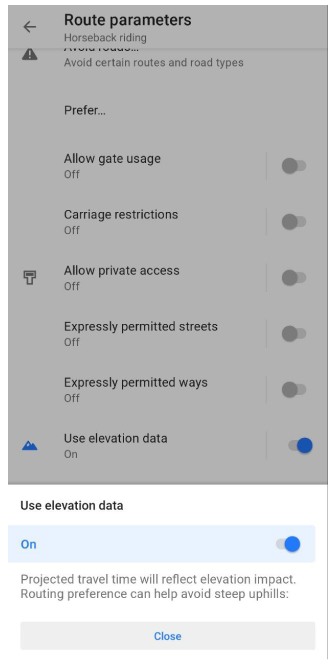 Route parameters
Horseback riding
Avoid roads...
Avoid certain routes and road types
Prefer...
Allow gate usage
Off
Carriage restrictions
Off
Allow private access
Off
Expressly permitted streets
Off
Expressly permitted ways
Off
Use elevation data
On
Use elevation data
On
Projected travel time will reflect elevation impact.
Routing preference can help avoid steep uphills:
Close